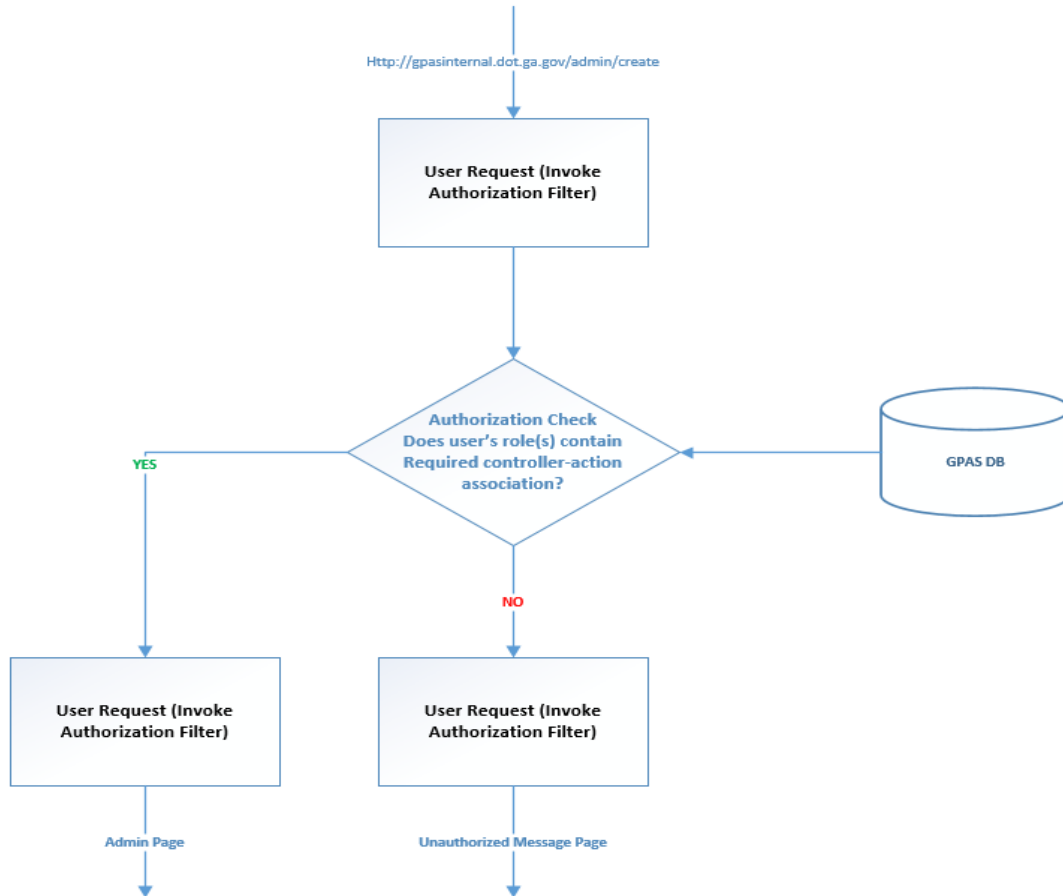 Http://gpasinternal.dot.ga.gov/admin/create
User Request (Invoke
Authorization Filter)
Authorization Check
Does user's role(s) contain
Required controller-action
association?
GPAS DB
YES
NO
User Request (Invoke
Authorization Filter)
User Request (Invoke
Authorization Filter)
Admin Page
Unauthorized Message Page